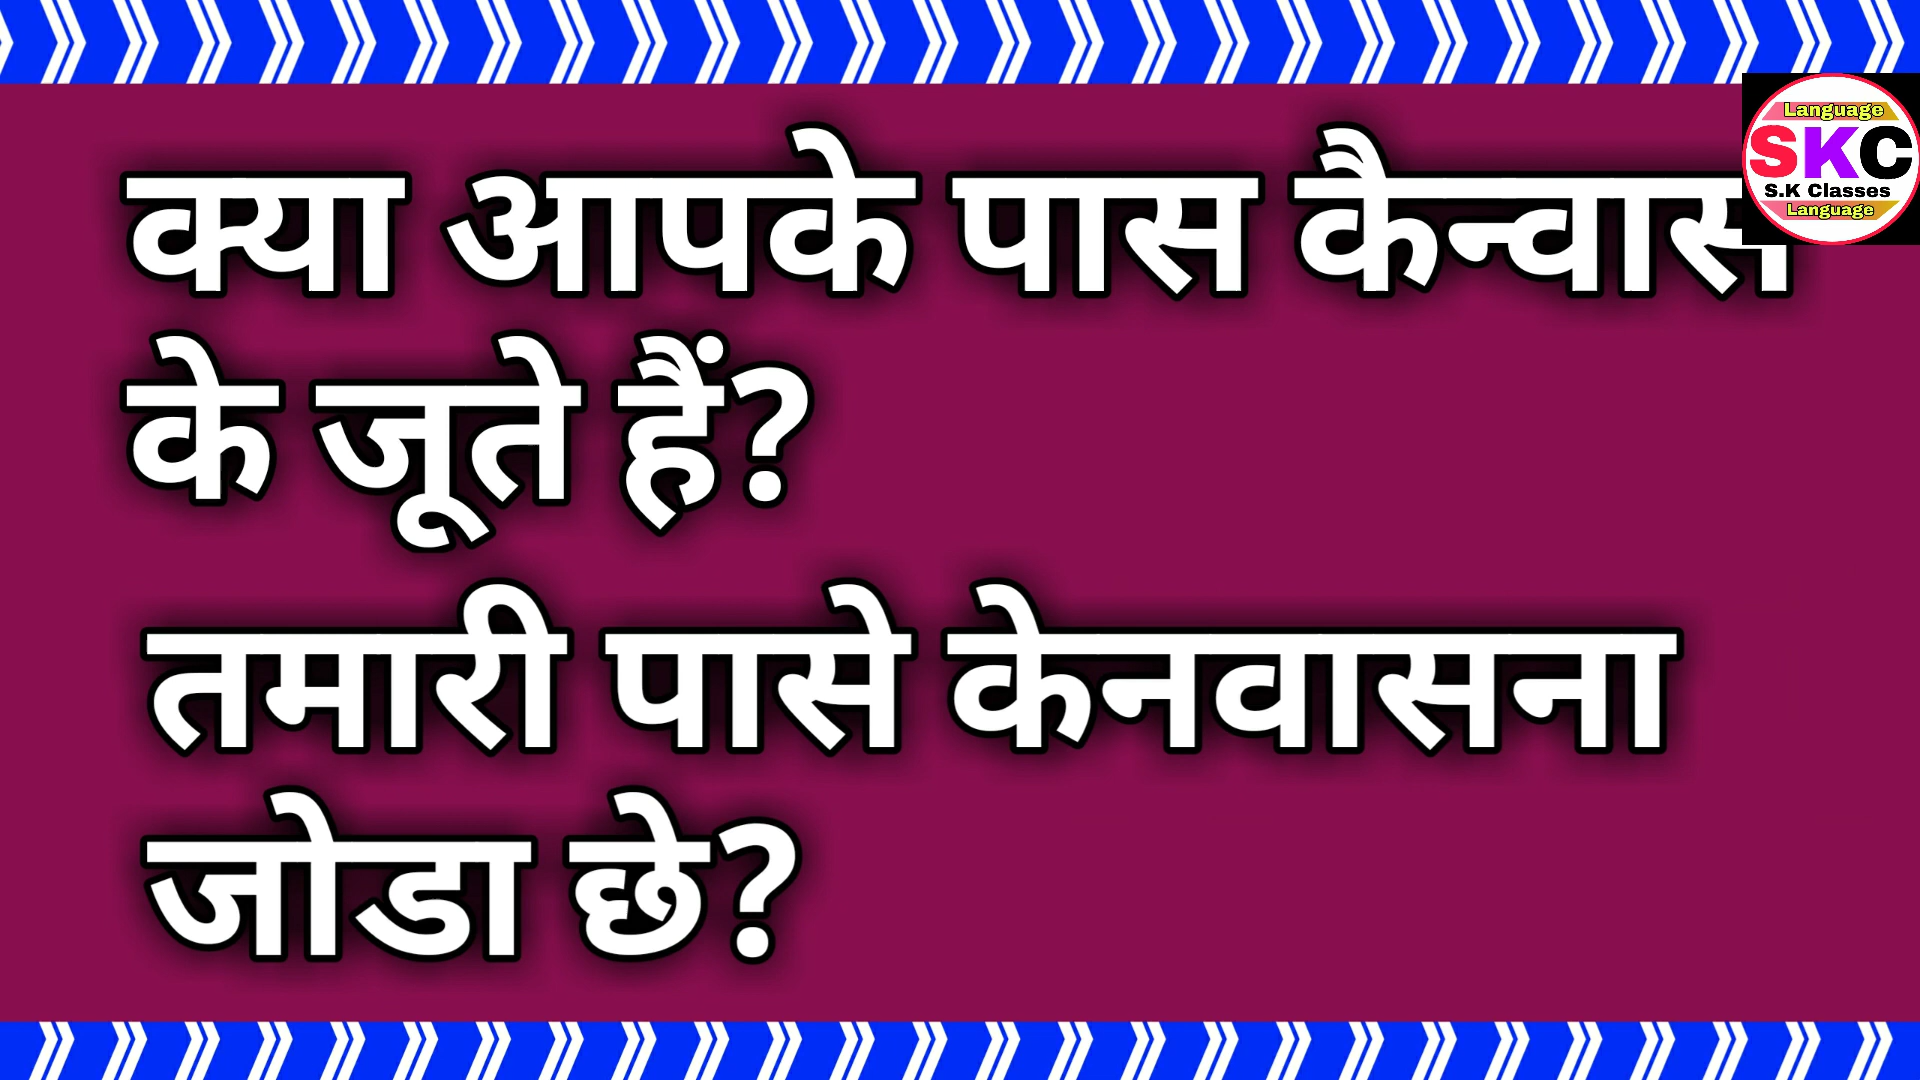 क्या आपके पास कैन्वास
के जूते हैं?
तमारी पासे केनवासना
जोडा छे?
Language
SKC
S.K Classes
Language